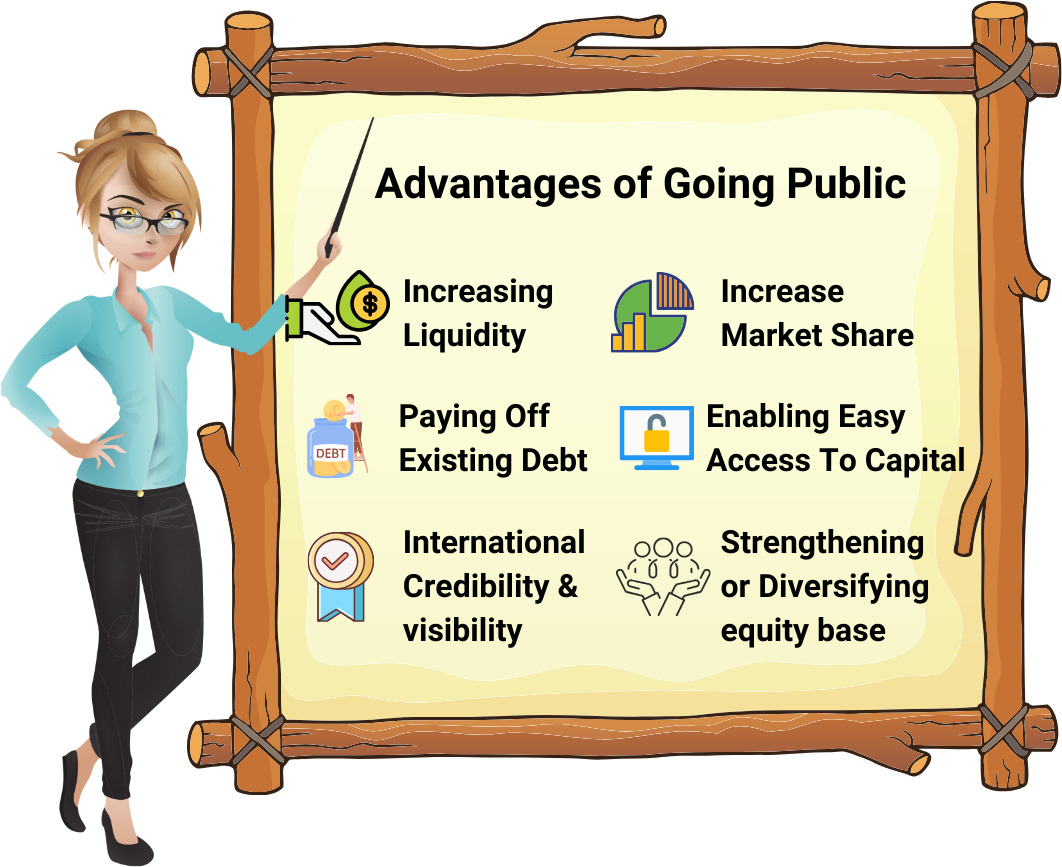 Advantages of Going Public
$
Increasing
Liquidity
Increase
Market Share
DEBT
Paying Off
Existing Debt
Enabling Easy
Access To Capital
International
Credibility &
visibility
Strengthening
or Diversifying
equity base